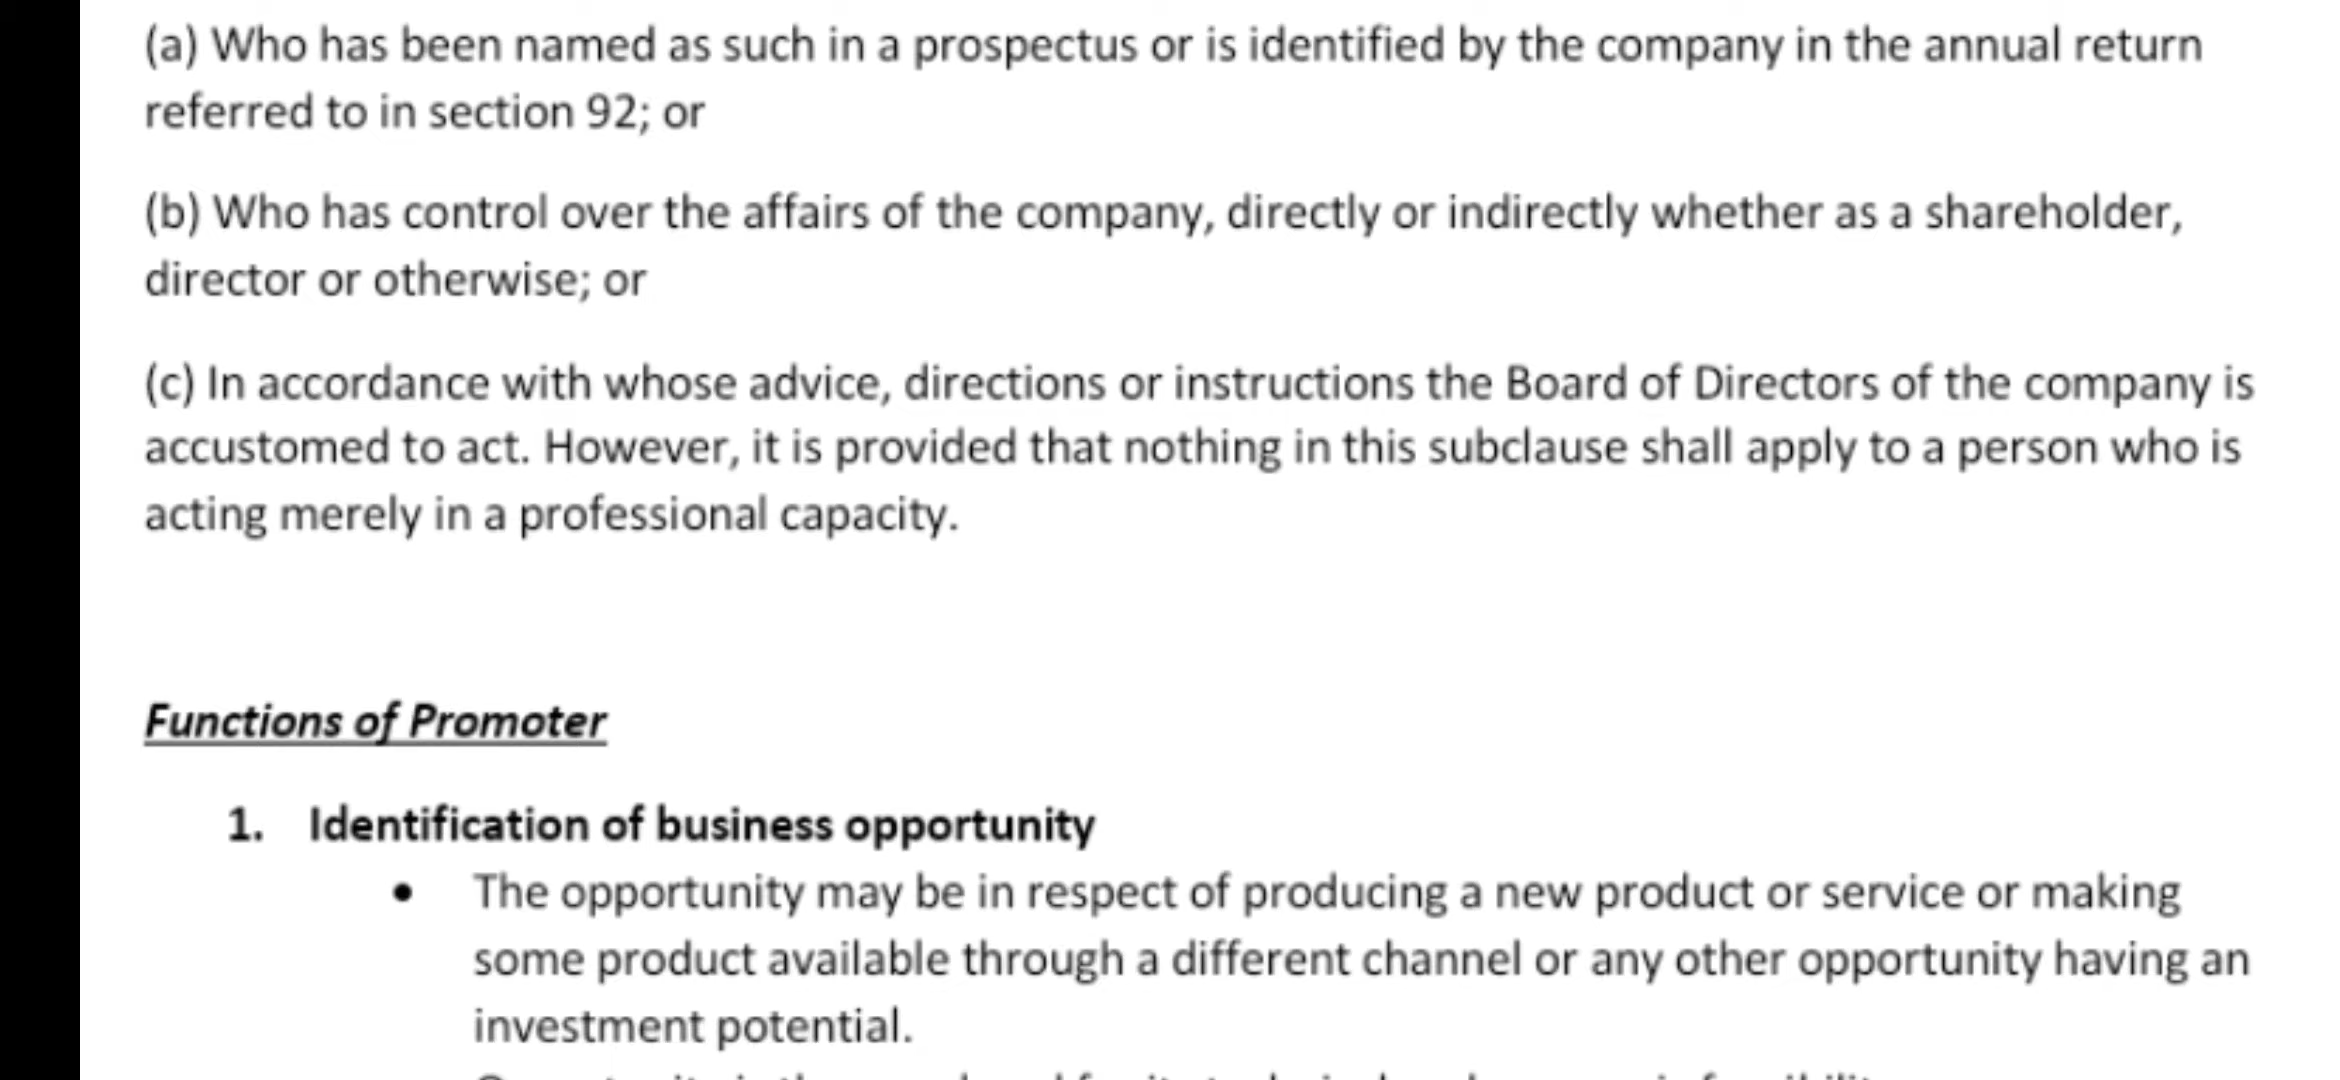 (a) Who has been named as such in a prospectus or is identified by the company in the annual return
referred to in section 92; or
(b) Who has control over the affairs of the company, directly or indirectly whether as a shareholder,
director or otherwise; or
(c) In accordance with whose advice, directions or instructions the Board of Directors of the company is
accustomed to act. However, it is provided that nothing in this subclause shall apply to a person who is
acting merely in a professional capacity.
Functions of Promoter
1. Identification of business opportunity
• The opportunity may be in respect of producing a new product or service or making
some product available through a different channel or any other opportunity having an
investment potential.